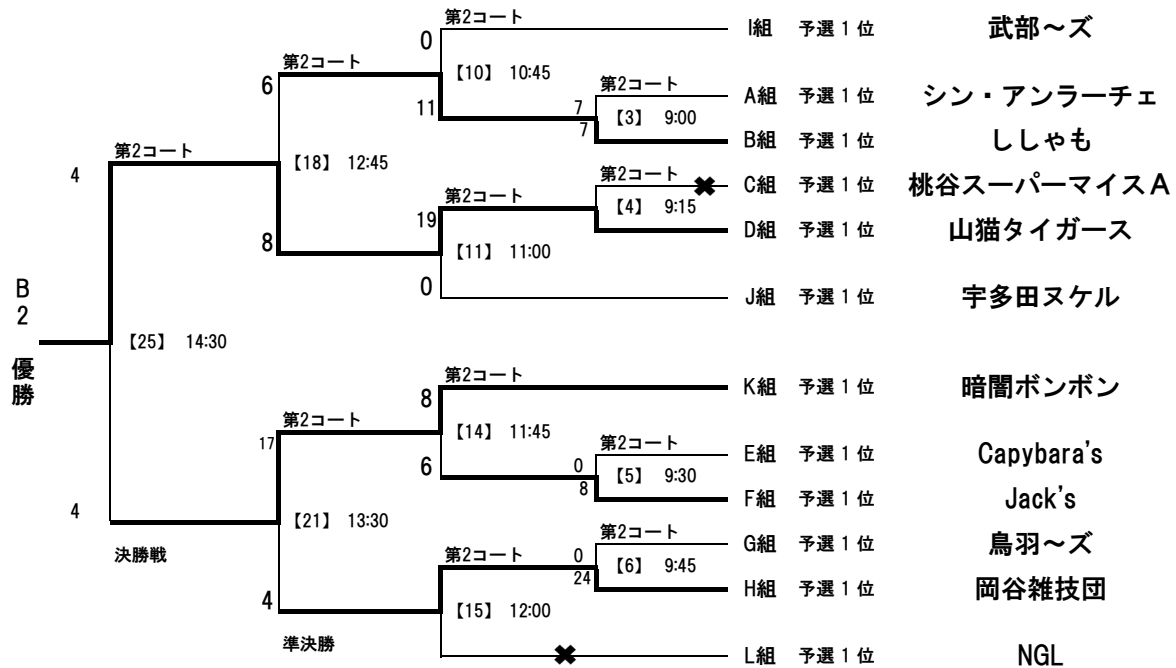 第2コート
0
I組 予選1位 武部~ズ
6
第2コート
【10】 10:45
11
第2コート
7
A組 予選1位 シン・アンラーチェ
【3】 9:00
7
B組 予選1位 ししゃも
4
第2コート
【18】 12:45
第2コート
C組 予選1位 桃谷スーパーマイスA
19
第2コート
【4】 9:15
D組 予選1位 山猫タイガース
8
【11】 11:00
0
J組 予選1位 宇多田ヌケル
B2 優勝
【25】 14:30
第2コート
8
K組 予選1位 暗闇ボンボン
17
第2コート
【14】 11:45
6
第2コート
0
E組 予選1位 Capybara's
【5】 9:30
8
F組 予選1位 Jack's
4
決勝戦
【21】 13:30
第2コート
第2コート
0
G組 予選1位 鳥羽~ズ
【6】 9:45
24
H組 予選1位 岡谷雑技団
4
【15】 12:00
準決勝
L組 予選1位 NGL